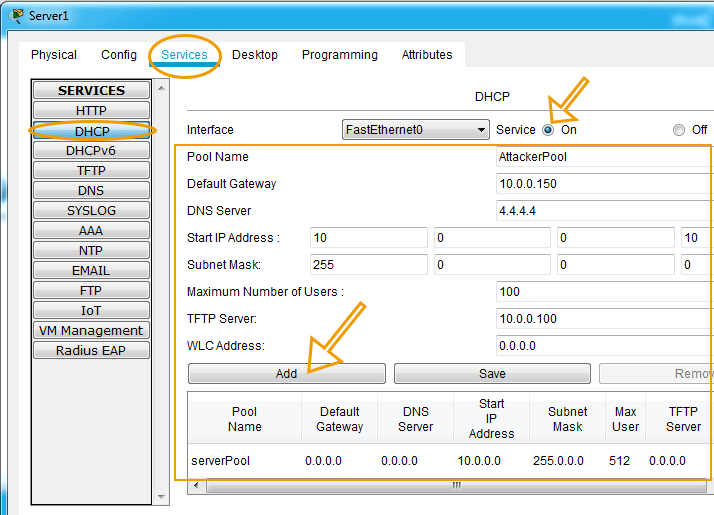 Server1
Physical Config Services Desktop Programming Attributes
SERVICES
HTTP
DHCP
DHCPv6
TFTP
DNS
SYSLOG
AAA
NTP
EMAIL
FTP
IoT
VM Management
Radius EAP
DHCP
Interface FastEthernet0 Service On Off
Pool Name AttackerPool
Default Gateway 10.0.0.150
DNS Server 4.4.4.4
Start IP Address : 10 0 0 10
Subnet Mask: 255 0 0 0
Maximum Number of Users : 100
TFTP Server: 10.0.0.100
WLC Address: 0.0.0.0
Add Save Remov
Pool Name Default Gateway DNS Server Start IP Address Subnet Mask Max User TFTP Server
serverPool 0.0.0.0 0.0.0.0 10.0.0.0 255.0.0.0 512 0.0.0.0